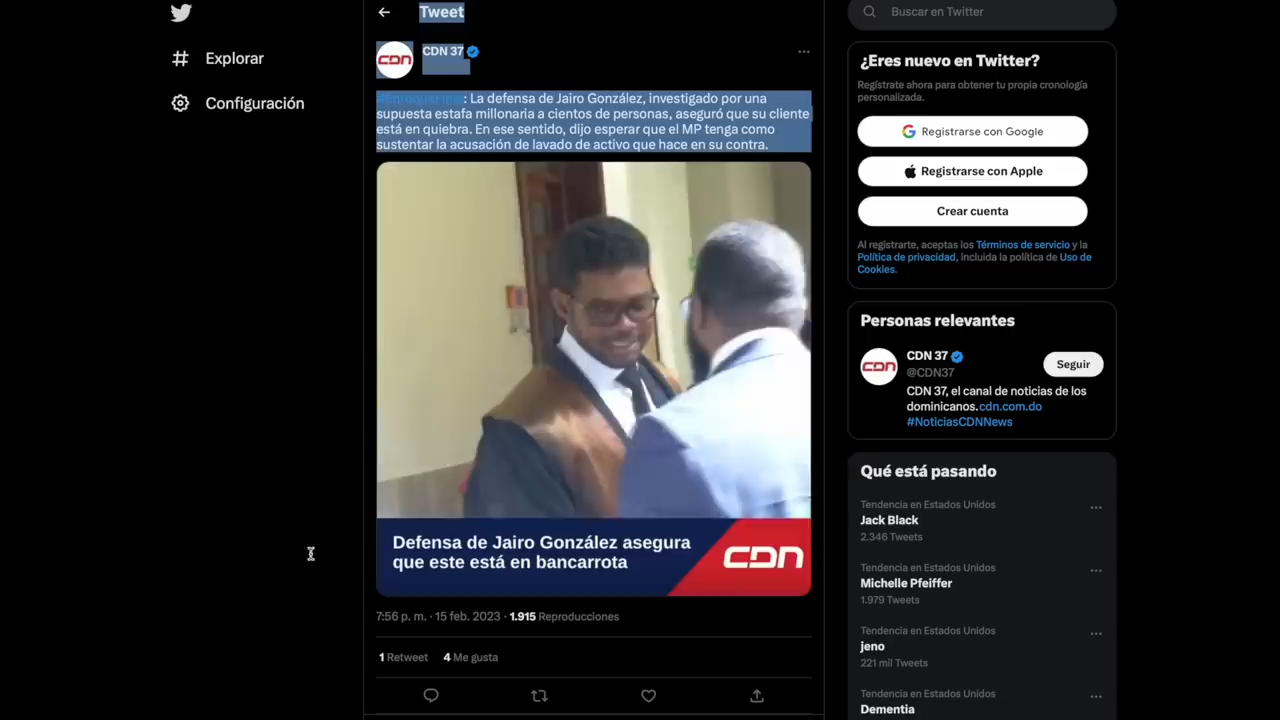 Explorar
Configuración
Tweet
CDN
CDN 37
: La defensa de Jairo González, investigado por una
supuesta estafa millonaria a cientos de personas, aseguró que su cliente
está en quiebra. En ese sentido, dijo esperar que el MP tenga como
sustentar la acusación de lavado de activo que hace en su contra.
Defensa de Jairo González asegura
que este está en bancarrota
CDN
7:56 p. m. · 15 feb. 2023 · 1.915 Reproducciones
1 Retweet 4 Me gusta
Buscar en Twitter
¿Eres nuevo en Twitter?
Regístrate ahora para obtener tu propia cronología
personalizada.
Registrarse con Google
Registrarse con Apple
Crear cuenta
Al registrarte, aceptas los Términos de servicio y la
Política de privacidad, incluida la política de Uso de
Cookies.
Personas relevantes
CDN
CDN 37
@CDN37
Seguir
CDN 37, el canal de noticias de los
dominicanos.cdn.com.do
#NoticiasCDNNews
Qué está pasando
Tendencia en Estados Unidos
Jack Black
2.346 Tweets
Tendencia en Estados Unidos
Michelle Pfeiffer
1.979 Tweets
Tendencia en Estados Unidos
jeno
221 mil Tweets
Tendencia en Estados Unidos
Dementia